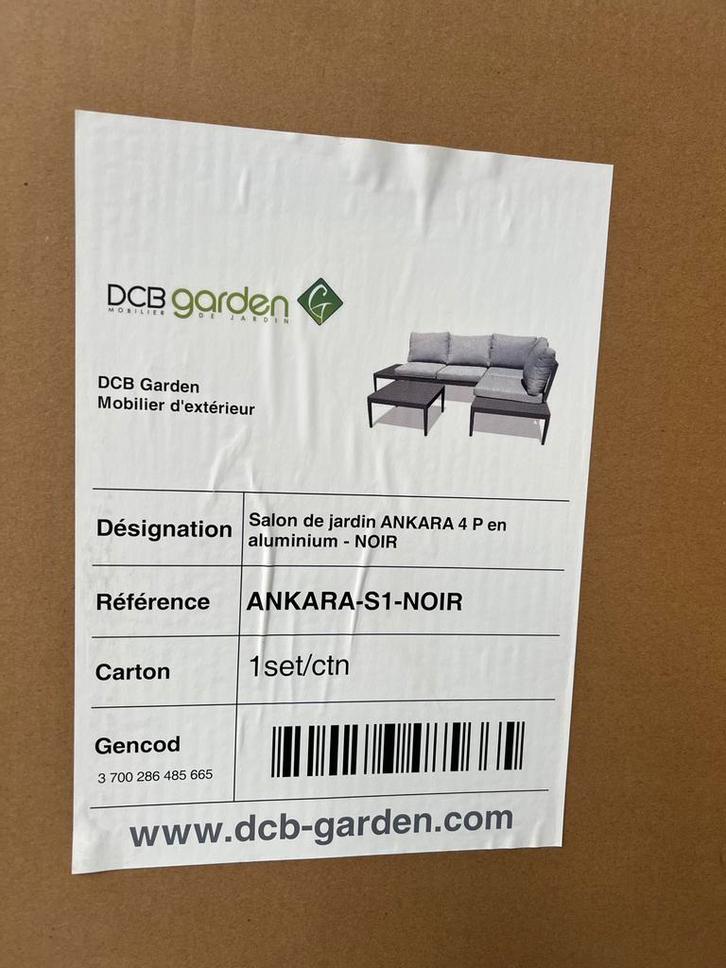 DCB garden
MOBILIER DE JARDIN
DCB Garden
Mobilier d'extérieur
Désignation
Salon de jardin ANKARA 4 P en
aluminium - NOIR
Référence
ANKARA-S1-NOIR
Carton
1set/ctn
Gencod
3 700 286 485 665
www.dcb-garden.com